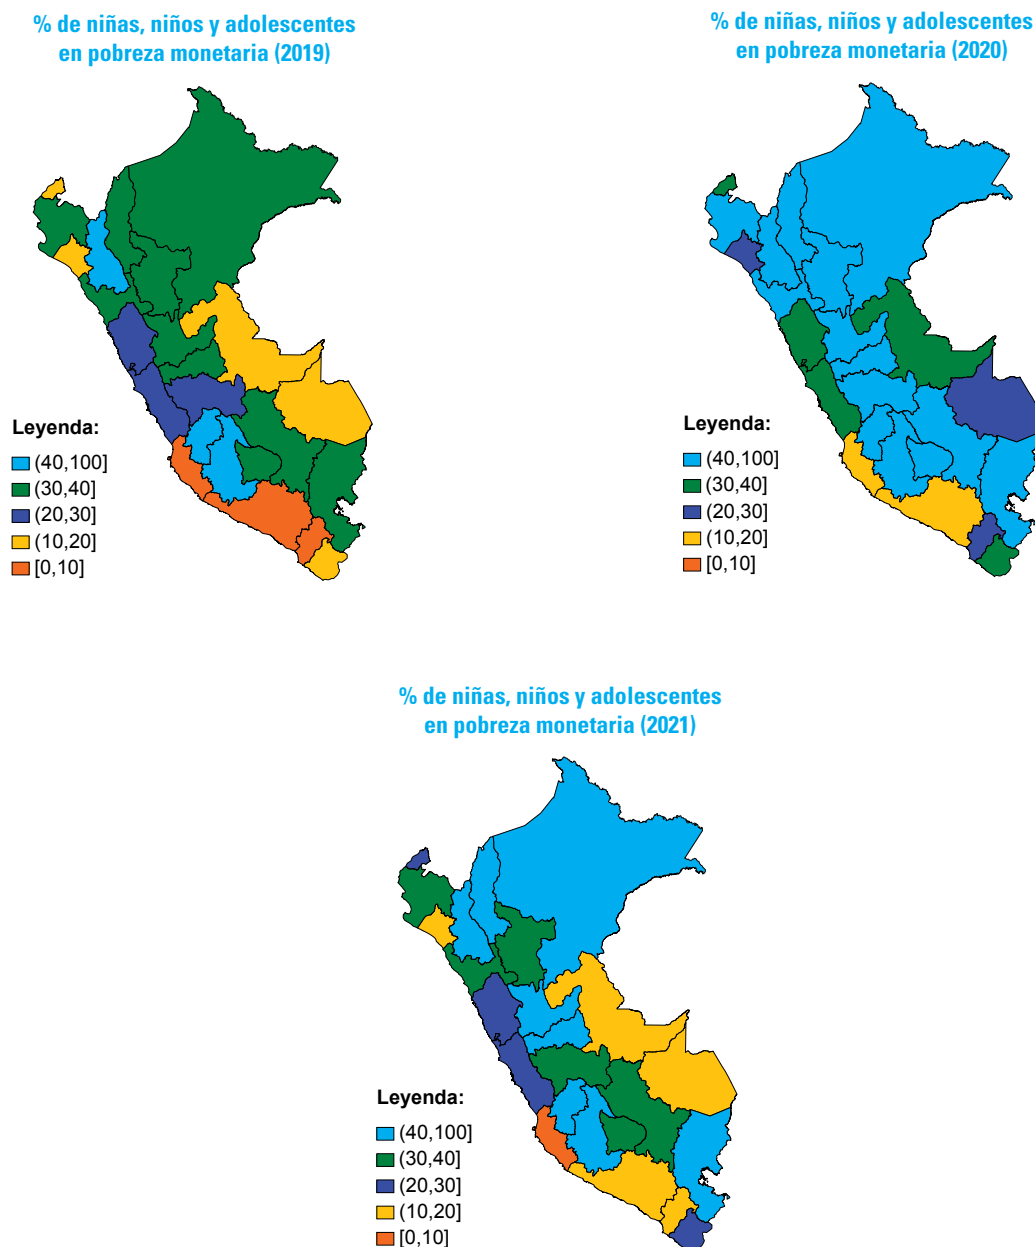 % de niñas, niños y adolescentes
en pobreza monetaria (2019)
Leyenda:
(40,100]
(30,40]
(20,30]
(10,20]
[0,10]
% de niñas, niños y adolescentes
en pobreza monetaria (2020)
Leyenda:
(40,100]
(30,40]
(20,30]
(10,20]
[0,10]
% de niñas, niños y adolescentes
en pobreza monetaria (2021)
Leyenda:
(40,100]
(30,40]
(20,30]
(10,20]
[0,10]